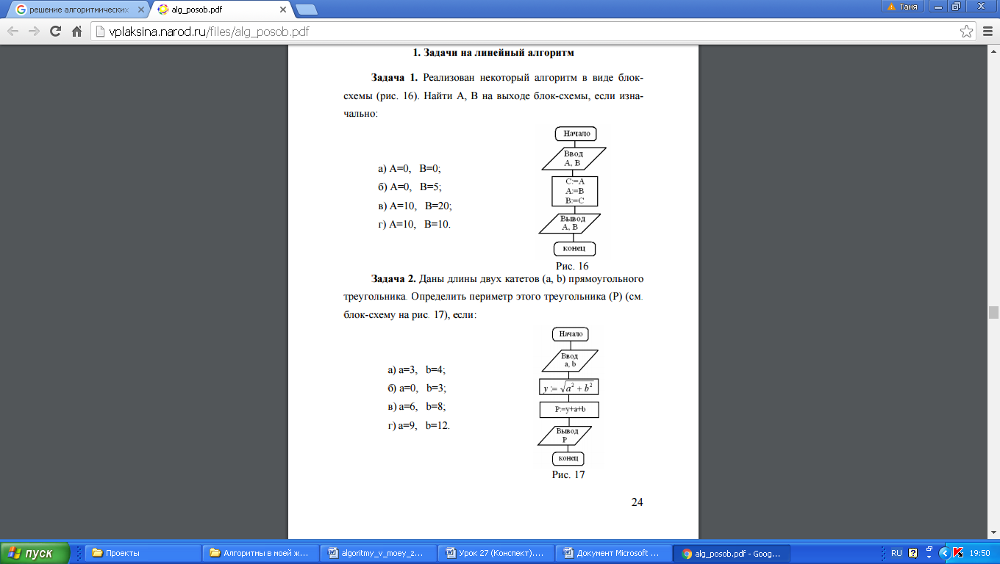 решение алгоритмических
alg_posob.pdf
Таня
vplaksina.narod.ru/files/alg_posob.pdf
1. Задачи на линейный алгоритм
Задача 1. Реализован некоторый алгоритм в виде блок-
схемы (рис. 16). Найти А, В на выходе блок-схемы, если изна-
чально:
а) А=0, В=0;
б) А=0, В=5;
в) А=10, В=20;
г) А=10, В=10.
Начало
Ввод
А, В
С:=А
А:=В
В:=С
Вывод
А, В
конец
Рис. 16
Задача 2. Даны длины двух катетов (a, b) прямоугольного
треугольника. Определить периметр этого треугольника (Р) (см.
блок-схему на рис. 17), если:
а) a=3, b=4;
б) a=0, b=3;
в) a=6, b=8;
г) a=9, b=12.
Начало
Ввод
a, b
y := √a² + b²
P:=y+a+b
Вывод
P
конец
Рис. 17
24
пуск
Проекты
Алгоритмы в моей ж...
algoritmy_v_moey_z...
Урок 27 (Конспект)....
Документ Microsoft ...
alg_posob.pdf - Goog...
RU
19:50